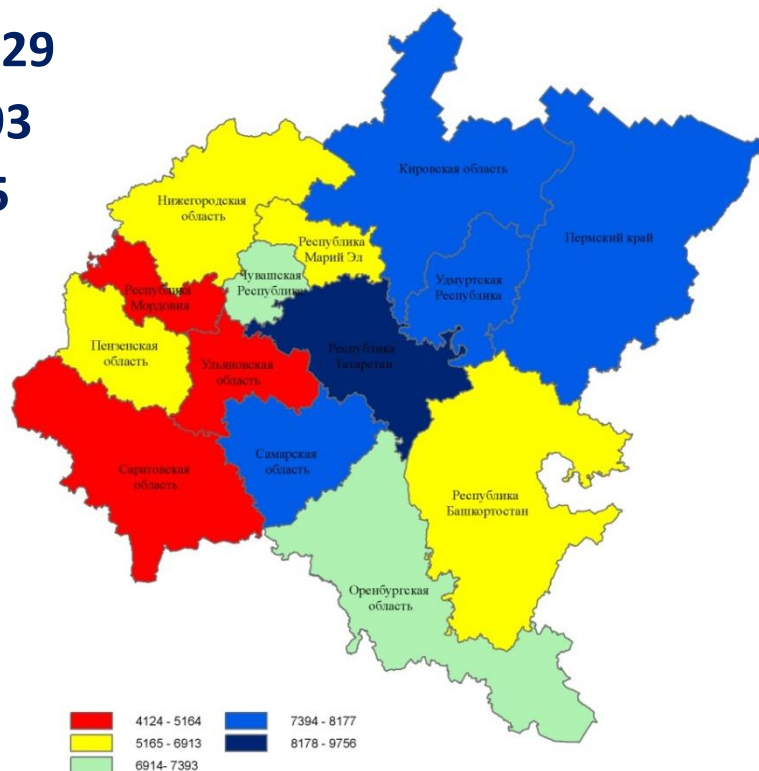 29
93
5
Кировская область
Нижегородская
область
Пермский край
Республика
Марий Эл
Чувашская
Республика
Удмуртская
Республика
Республика
Мордовия
Пензенская
область
Ульяновская
область
Республика
Татарстан
Самарская
область
Саратовская
область
Республика
Башкортостан
Оренбургская
область
4124 - 5164
7394 - 8177
5165 - 6913
8178 - 9756
6914- 7393